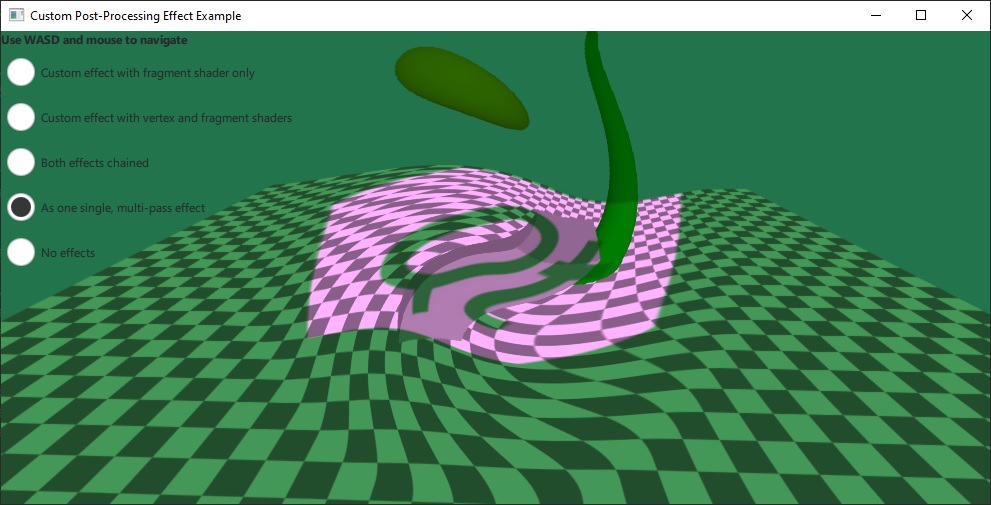 Custom Post-Processing Effect Example
Use WASD and mouse to navigate
Custom effect with fragment shader only
Custom effect with vertex and fragment shaders
Both effects chained
As one single, multi-pass effect
No effects